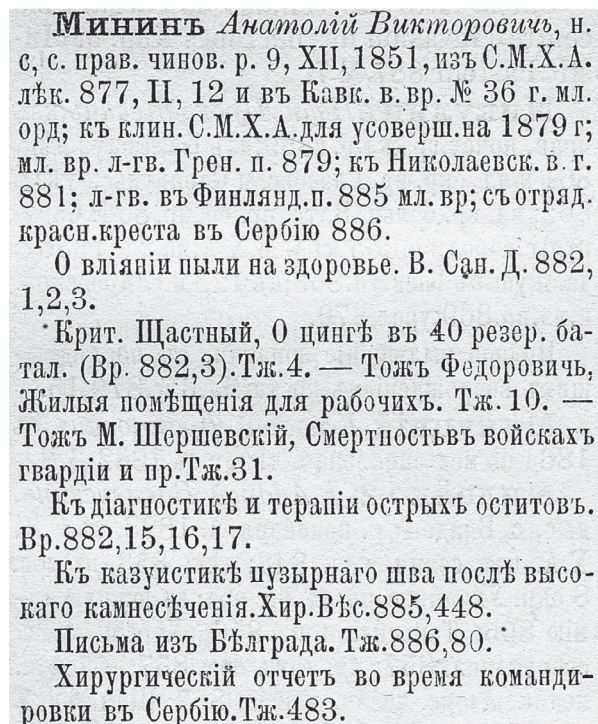 Мининъ Анатолій Викторовичъ, н.
с, с. прав. чинов. р. 9, XII, 1851, изъ С.М.Х.А.
лѣк. 877, II, 12 и въ Кавк. в. вр. № 36 г. мл.
орд; къ клин. С.М.Х.А. для усоверш. на 1879 г;
мл. вр. л-гв. Грен. п. 879; къ Николаевск. в. г.
881; л-гв. въ Финлянд. п. 885 мл. вр; съ отряд.
красн. креста въ Сербію 886.
О вліяніи пыли на здоровье. В. Сан. Д. 882,
1,2,3.
Крит. Щастный, О цингѣ въ 40 резер. ба-
тал. (Вр. 882,3). Тж. 4. — Тожъ Федоровичъ,
Жилыя помѣщенія для рабочихъ. Тж. 10. —
Тожъ М. Шершевскій, Смертностьвъ войскахъ
гвардіи и пр. Тж. 31.
Къ діагностикѣ и терапіи острыхъ оститовъ.
Вр. 882,15,16,17.
Къ казуистикѣ пузырнаго шва послѣ высо-
каго камнесѣченія. Хир. Вѣс. 885,448.
Письма изъ Бѣлграда. Тж. 886,80.
Хирургическій отчетъ во время команди-
ровки въ Сербію. Тж. 483.